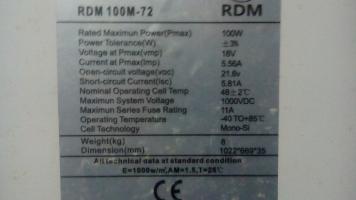 RDM 100M-72
RDM
Rated Maximun Power(Pmax) 100W
Power Tolerance(W) ±3%
Voltage at Pmax(vmp) 18V
Current at Pmax(Imp) 5.56A
Open-circuit voltage(voc) 21.6v
Short-circuit Current(Isc) 5.81A
Nominal Operating Cell Temp 48±2℃
Maximun System Voltage 1000VDC
Maximun Series Fuse Rating 11A
Operating Temperature -40 TO+85℃
Cell Technology Mono-Si
Weight(kg) 8
Dimension(mm) 1022*669*35
All technical data at standard condition
E=1000w/㎡,AM=1.5,T=25℃
CE